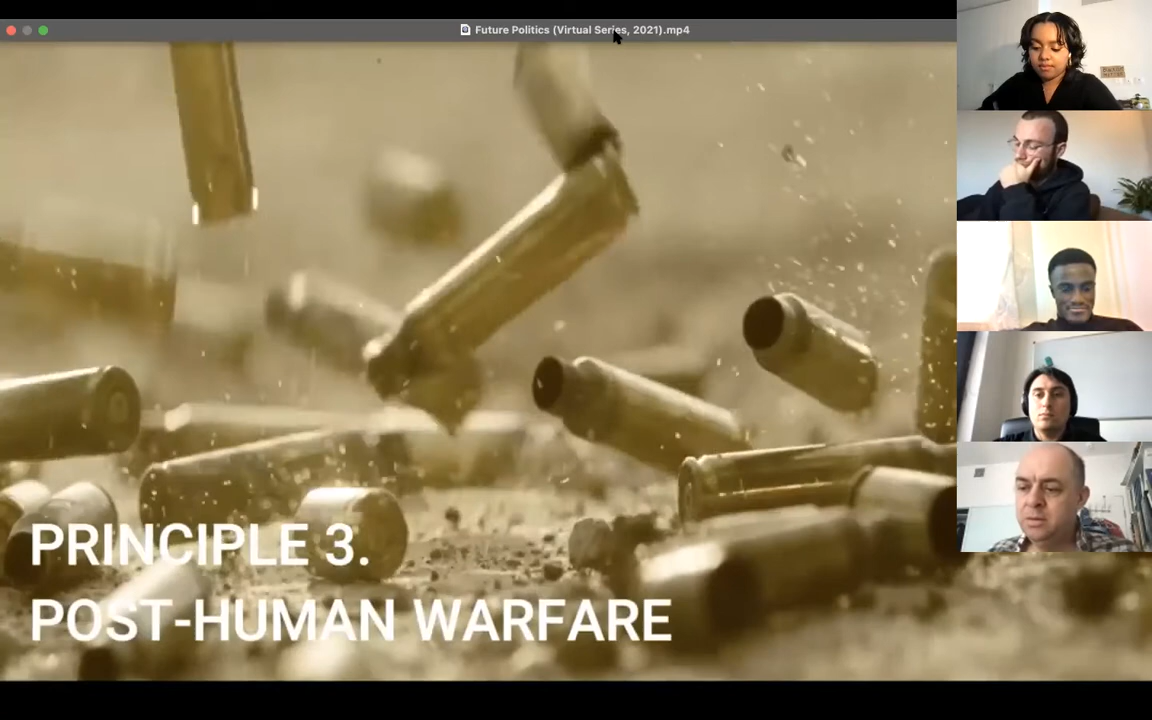 Future Politics (Virtual Series, 2021).mp4
PRINCIPLE 3.
POST-HUMAN WARFARE